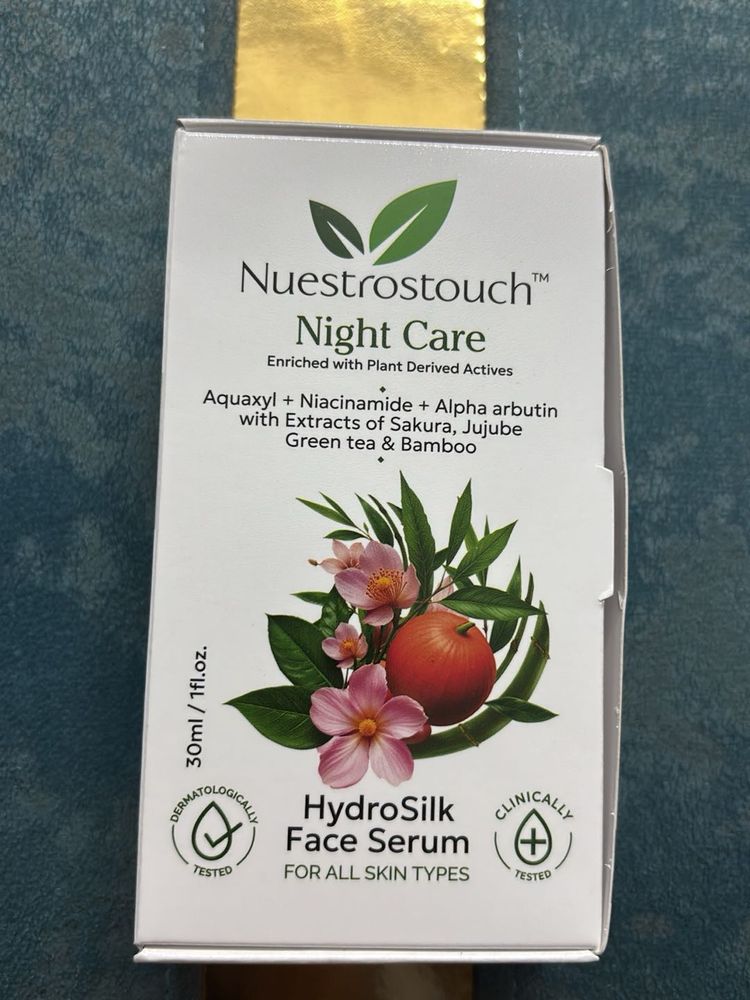 Nuestrostouch™
Night Care
Enriched with Plant Derived Actives
Aquaxyl + Niacinamide + Alpha arbutin
with Extracts of Sakura, Jujube
Green tea & Bamboo
30ml / 1fl.oz.
DERMATOLOGICALLY
TESTED
HydroSilk
Face Serum
FOR ALL SKIN TYPES
CLINICALLY
TESTED